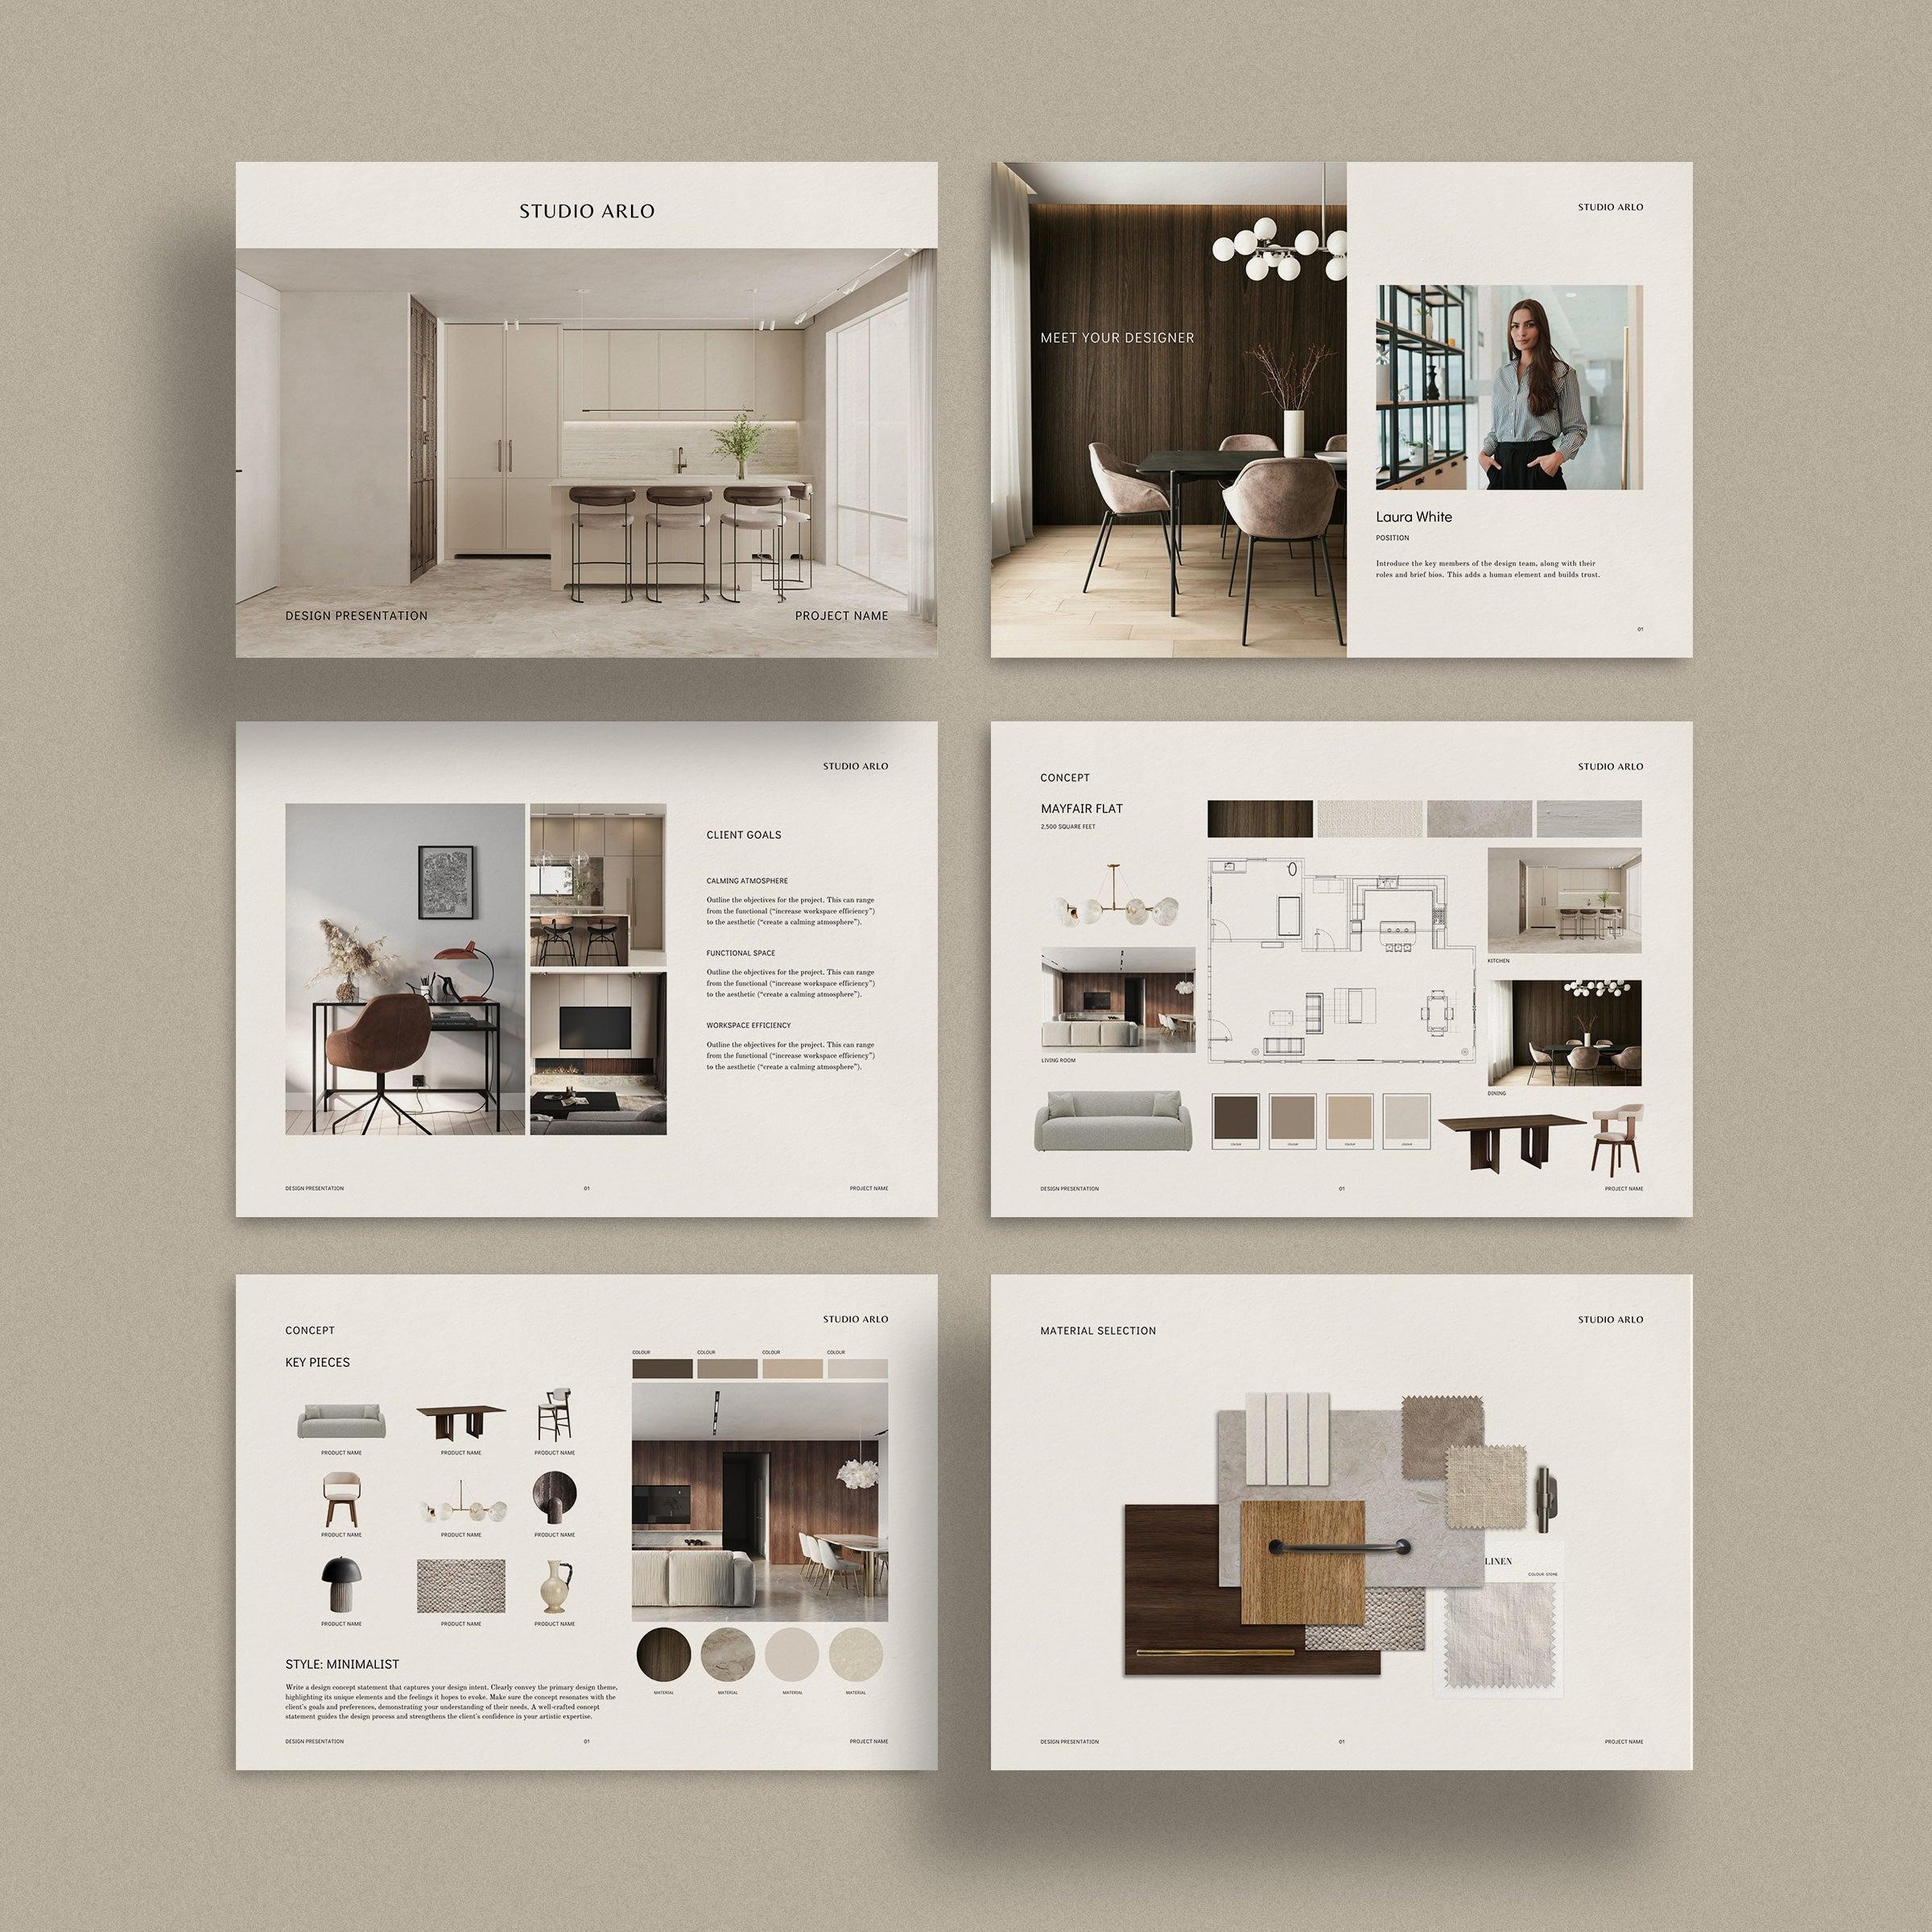 STUDIO ARLO
DESIGN PRESENTATION
PROJECT NAME
MEET YOUR DESIGNER
STUDIO ARLO
Laura White
POSITION
Introduce the key members of the design team, along with their
roles and brief bios. This adds a human element and builds trust.
01
STUDIO ARLO
CLIENT GOALS
CALMING ATMOSPHERE
Outline the objectives for the project. This can range
from the functional (“increase workspace efficiency”)
to the aesthetic (“create a calming atmosphere”).
FUNCTIONAL SPACE
Outline the objectives for the project. This can range
from the functional (“increase workspace efficiency”)
to the aesthetic (“create a calming atmosphere”).
WORKSPACE EFFICIENCY
Outline the objectives for the project. This can range
from the functional (“increase workspace efficiency”)
to the aesthetic (“create a calming atmosphere”).
DESIGN PRESENTATION
01
PROJECT NAME
STUDIO ARLO
CONCEPT
MAYFAIR FLAT
2,500 SQUARE FEET
KITCHEN
LIVING ROOM
DINING
COLOUR
COLOUR
COLOUR
COLOUR
DESIGN PRESENTATION
01
PROJECT NAME
STUDIO ARLO
CONCEPT
KEY PIECES
COLOUR
COLOUR
COLOUR
COLOUR
PRODUCT NAME
PRODUCT NAME
PRODUCT NAME
PRODUCT NAME
PRODUCT NAME
PRODUCT NAME
PRODUCT NAME
PRODUCT NAME
PRODUCT NAME
STYLE: MINIMALIST
Write a design concept statement that captures your design intent. Clearly convey the primary design theme,
highlighting its unique elements and the feelings it hopes to evoke. Make sure the concept resonates with the
client's goals and preferences, demonstrating your understanding of their needs. A well-crafted concept
statement guides the design process and strengthens the client's confidence in your artistic expertise.
MATERIAL
MATERIAL
MATERIAL
MATERIAL
DESIGN PRESENTATION
01
PROJECT NAME
STUDIO ARLO
MATERIAL SELECTION
LINEN
COLOUR: STONE
DESIGN PRESENTATION
01
PROJECT NAME